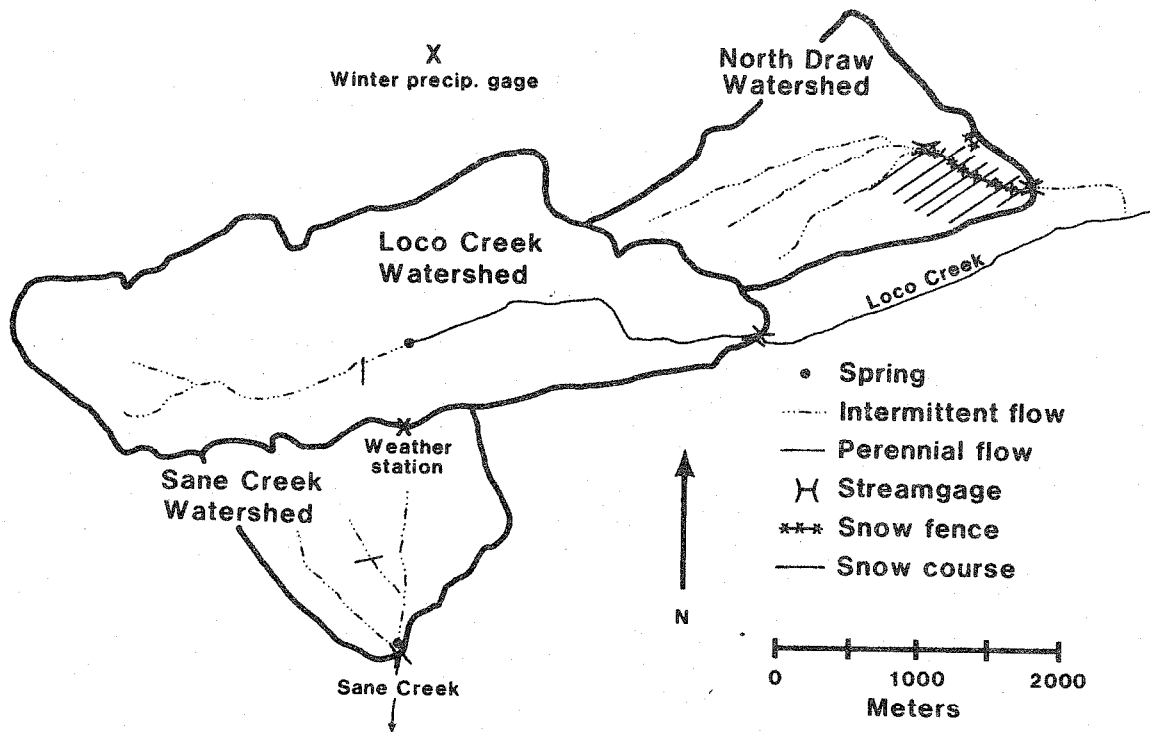 X
Winter precip. gage
North Draw
Watershed
Loco Creek
Watershed
Loco Creek
X
Weather
station
Sane Creek
Watershed
Sane Creek
Spring
Intermittent flow
Perennial flow
Streamgage
Snow fence
Snow course
N
0 1000 2000
Meters